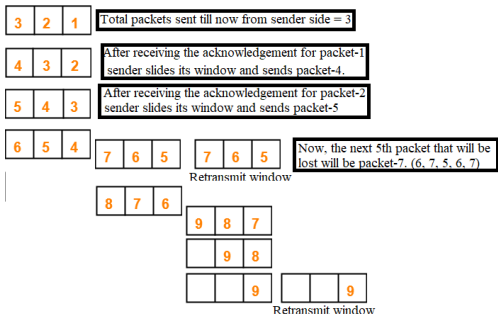 3 2 1
Total packets sent till now from sender side = 3
4 3 2
After receiving the acknowledgement for packet-1
sender slides its window and sends packet-4.
5 4 3
After receiving the acknowledgement for packet-2
sender slides its window and sends packet-5
6 5 4
7 6 5
7 6 5
Retransmit window
Now, the next 5th packet that will be
lost will be packet-7. (6, 7, 5, 6, 7)
8 7 6
9 8 7
9 8
9
9
Retransmit window